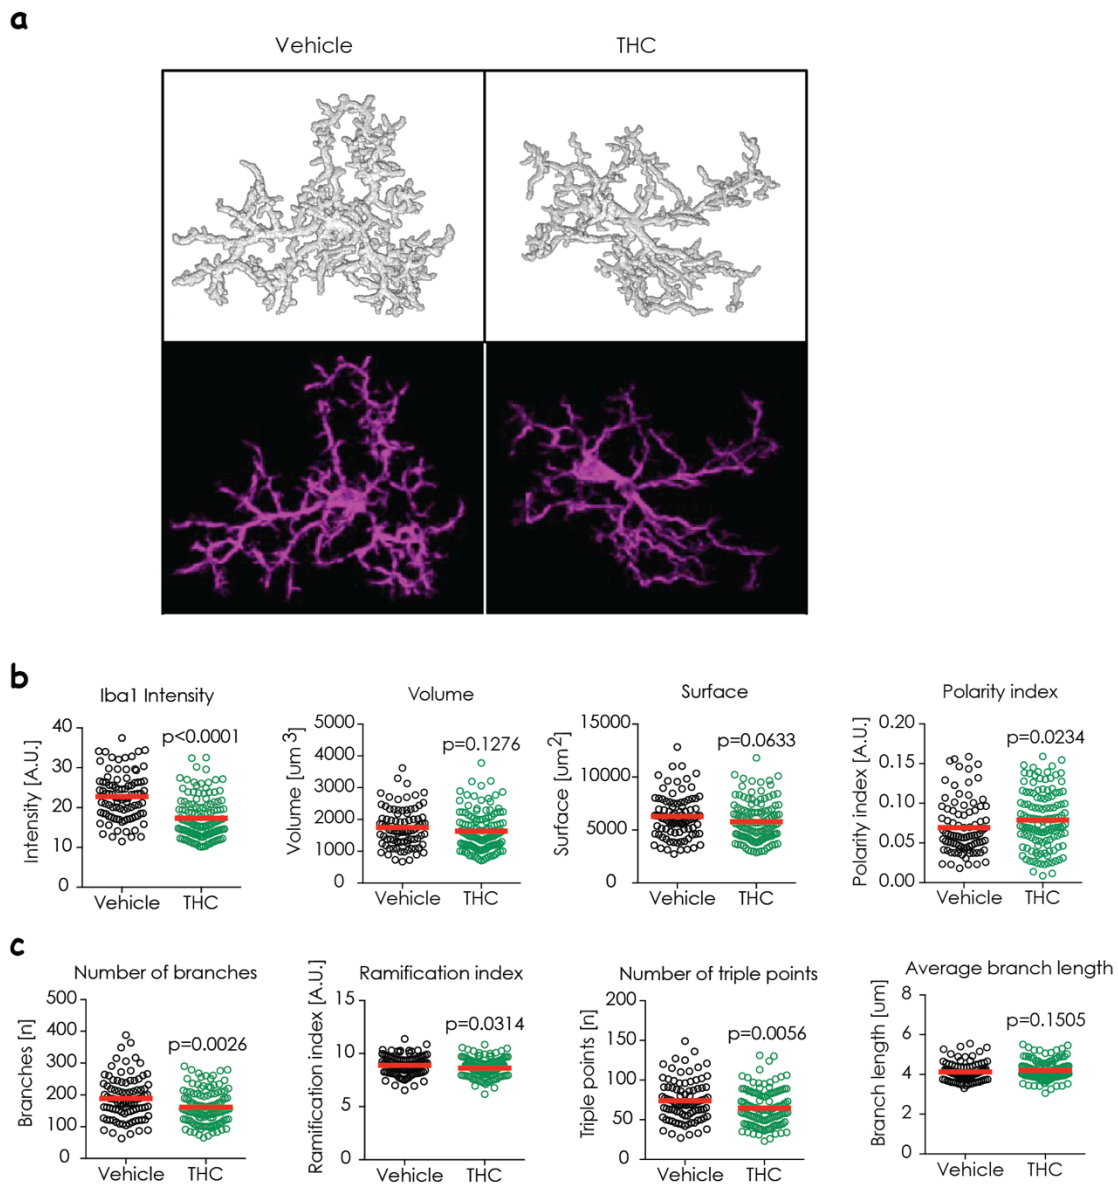 a
Vehicle THC
b
Iba1 Intensity
Intensity [A.U.]
40
30
20
10
0
p<0.0001
Vehicle THC
Volume
Volume [um3]
5000
4000
3000
2000
1000
0
p=0.1276
Vehicle THC
Surface
Surface [um2]
15000
10000
5000
0
p=0.0633
Vehicle THC
Polarity index
Polarity index [A.U.]
0.20
0.15
0.10
0.05
0.00
p=0.0234
Vehicle THC
c
Number of branches
Branches [n]
500
400
300
200
100
0
p=0.0026
Vehicle THC
Ramification index
Ramification index [A.U.]
15
10
5
p=0.0314
Vehicle THC
Number of triple points
Triple points [n]
200
150
100
50
0
p=0.0056
Vehicle THC
Average branch length
Branch length [um]
8
6
4
2
0
p=0.1505
Vehicle THC